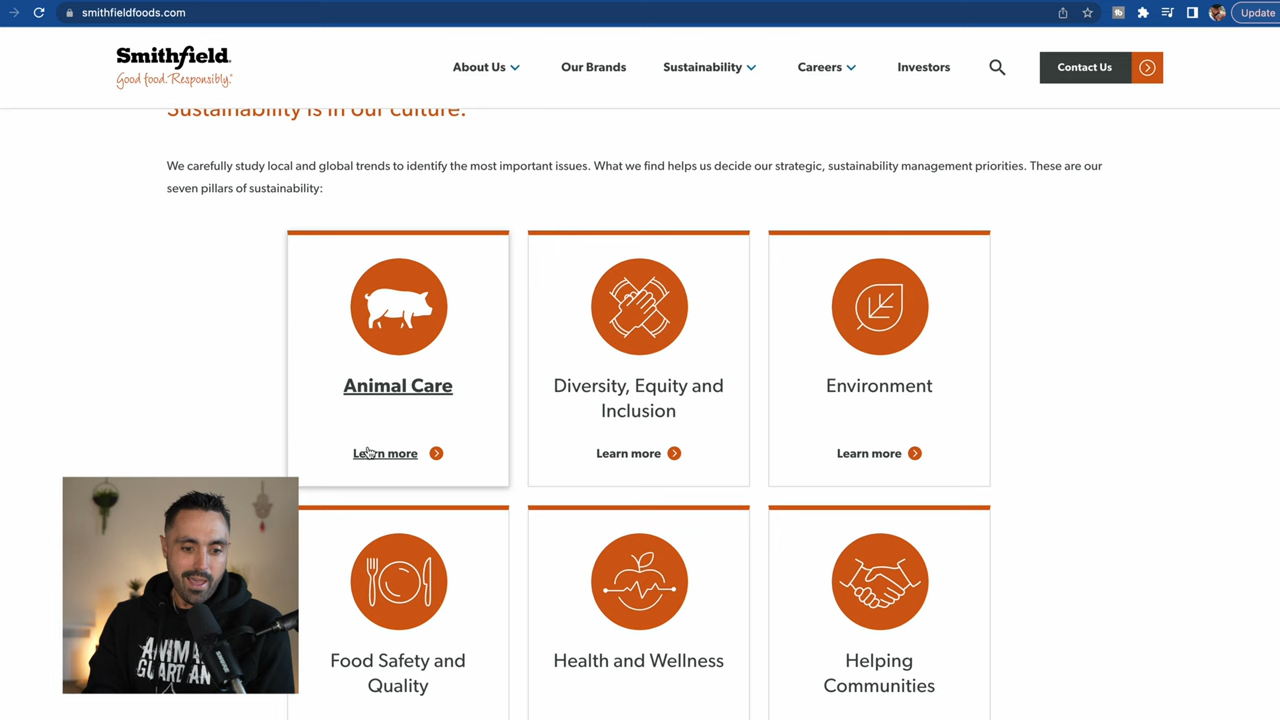 smithfieldfoods.com
Update
Smithfield.
Good food. Responsibly.®
About Us
Our Brands
Sustainability
Careers
Investors
Contact Us
Sustainability is in our culture.
We carefully study local and global trends to identify the most important issues. What we find helps us decide our strategic, sustainability management priorities. These are our
seven pillars of sustainability:
Animal Care
Learn more
Diversity, Equity and
Inclusion
Learn more
Environment
Learn more
Food Safety and
Quality
Health and Wellness
Helping
Communities
ANIMAL
GUARDIAN